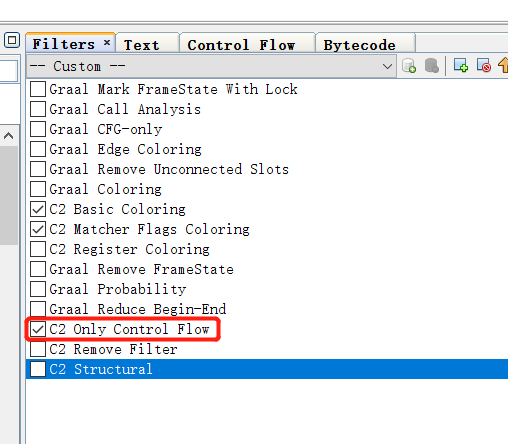 Filters × Text Control Flow Bytecode
-- Custom --
Graal Mark FrameState With Lock
Graal Call Analysis
Graal CFG-only
Graal Edge Coloring
Graal Remove Unconnected Slots
Graal Coloring
C2 Basic Coloring
C2 Matcher Flags Coloring
C2 Register Coloring
Graal Remove FrameState
Graal Probability
Graal Reduce Begin-End
C2 Only Control Flow
C2 Remove Filter
C2 Structural